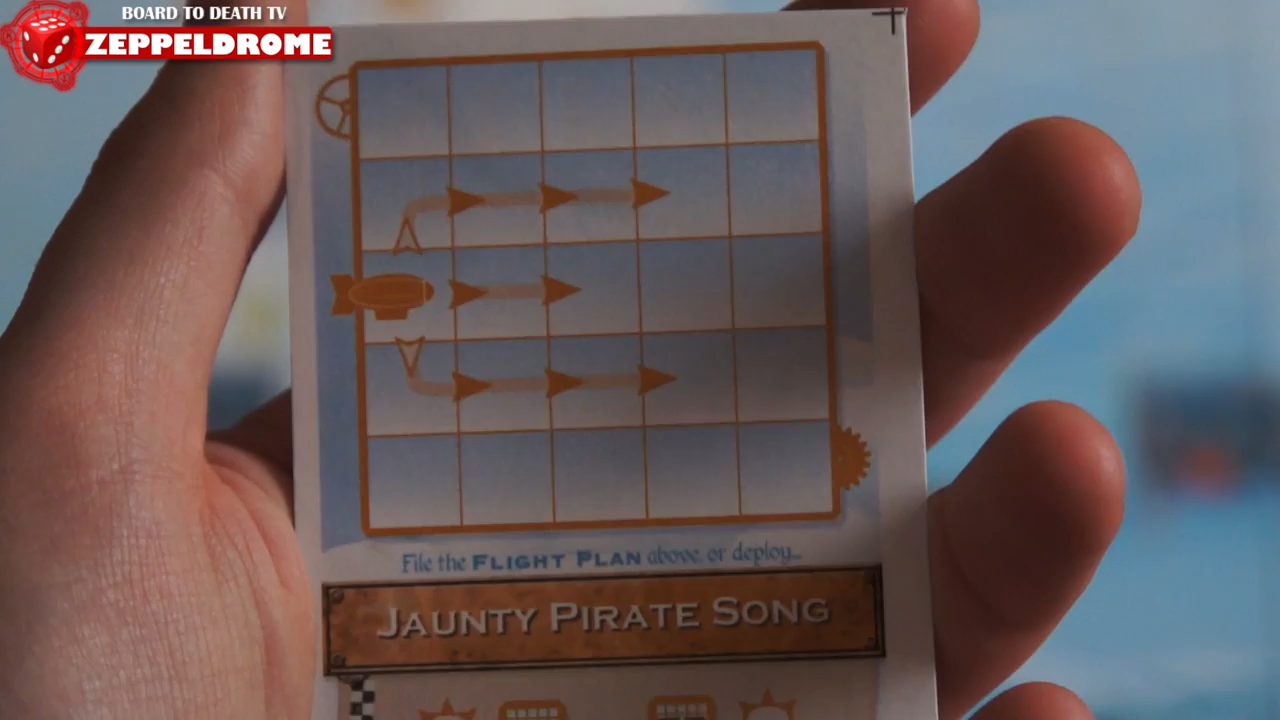 BOARD TO DEATH TV
ZEPPELDROME
File the FLIGHT PLAN above, or deploy...
JAUNTY PIRATE SONG